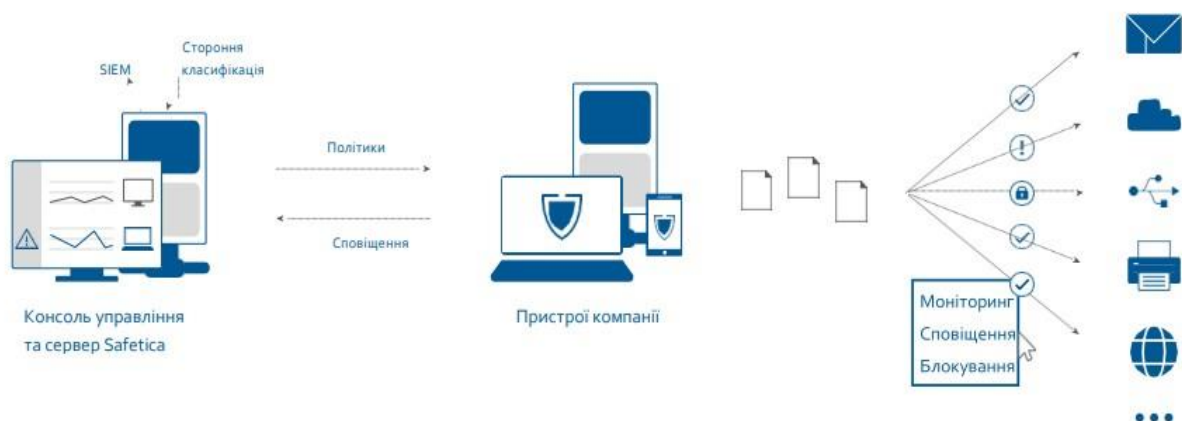 Стороння
SIEM
класифікація
Політики
Сповіщення
Консоль управління
та сервер Safetica
Пристрої компанії
Моніторинг
Сповіщення
Блокування